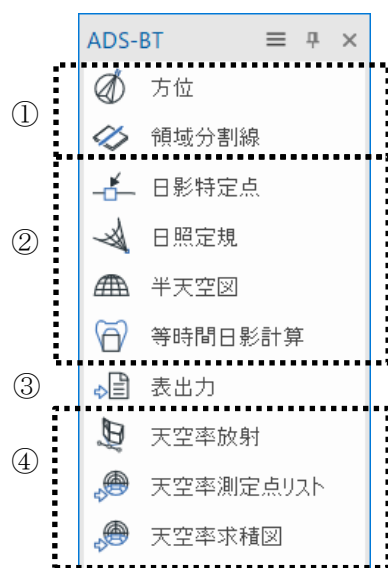 ADS-BT
① 方位
領域分割線
日影特定点
② 日照定規
半天空図
等時間日影計算
③ 表出力
④ 天空率放射
天空率測定点リスト
天空率求積図